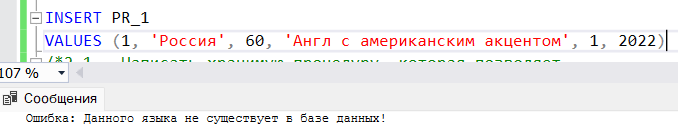 INSERT PR_1
VALUES (1, 'Россия', 60, 'Англ с американским акцентом', 1, 2022)
/*2.1. Написать хранимую процедуру, которая позволяет
107 %
Сообщения
Ошибка: Данного языка не существует в базе данных!